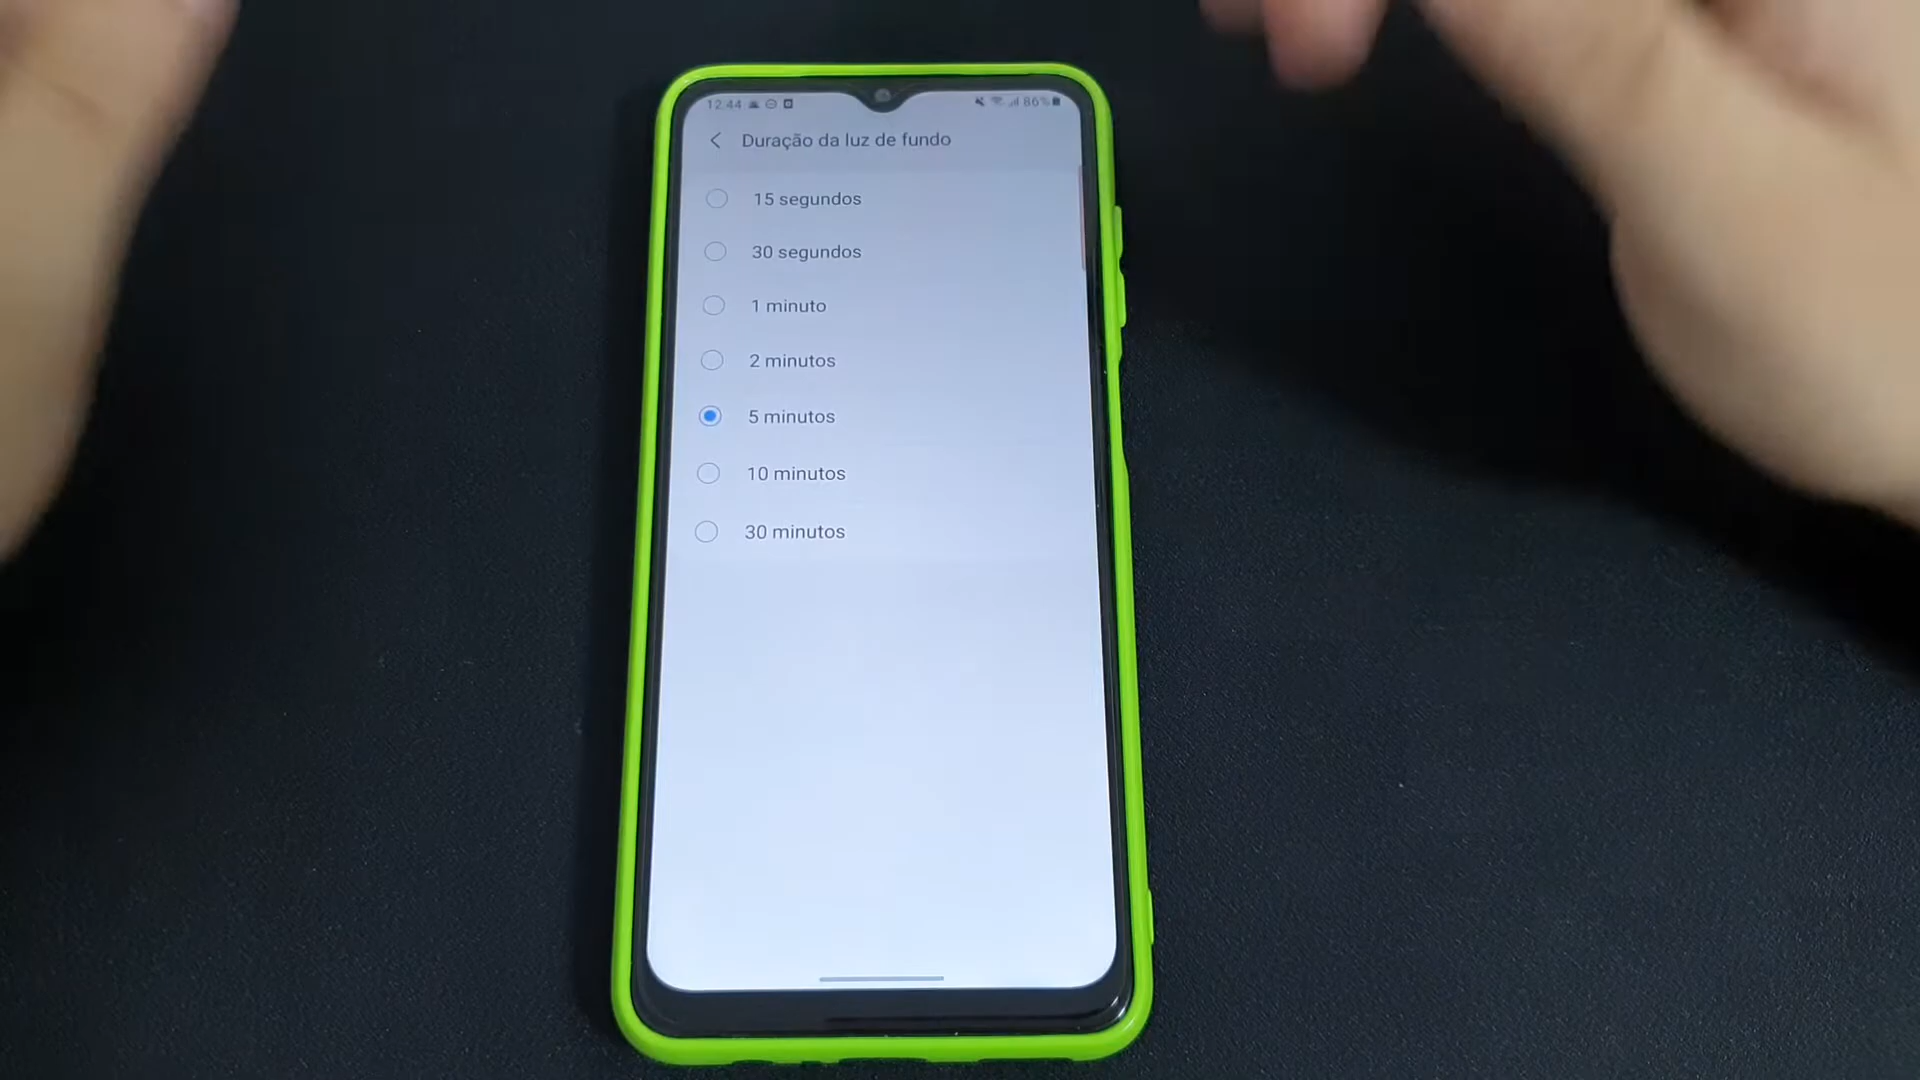 12:44 86%
Duração da luz de fundo
15 segundos
30 segundos
1 minuto
2 minutos
5 minutos
10 minutos
30 minutos